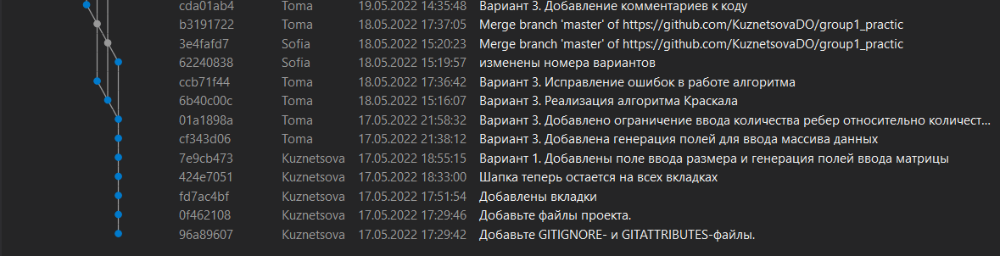 cda01ab4 Toma 19.05.2022 14:35:48 Вариант 3. Добавление комментариев к коду
b3191722 Toma 18.05.2022 17:37:05 Merge branch 'master' of https://github.com/KuznetsovaDO/group1_practic
3e4fafd7 Sofia 18.05.2022 15:20:23 Merge branch 'master' of https://github.com/KuznetsovaDO/group1_practic
62240838 Sofia 18.05.2022 15:19:57 изменены номера вариантов
ccb71f44 Toma 18.05.2022 17:36:42 Вариант 3. Исправление ошибок в работе алгоритма
6b40c00c Toma 18.05.2022 15:16:07 Вариант 3. Реализация алгоритма Краскала
01a1898a Toma 17.05.2022 21:58:32 Вариант 3. Добавлено ограничение ввода количества ребер относительно количест...
cf343d06 Toma 17.05.2022 21:38:12 Вариант 3. Добавлена генерация полей для ввода массива данных
7e9cb473 Kuznetsova 17.05.2022 18:55:15 Вариант 1. Добавлены поле ввода размера и генерация полей ввода матрицы
424e7051 Kuznetsova 17.05.2022 18:33:00 Шапка теперь остается на всех вкладках
fd7ac4bf Kuznetsova 17.05.2022 17:51:54 Добавлены вкладки
0f462108 Kuznetsova 17.05.2022 17:29:46 Добавьте файлы проекта.
96a89607 Kuznetsova 17.05.2022 17:29:42 Добавьте GITIGNORE- и GITATTRIBUTES-файлы.